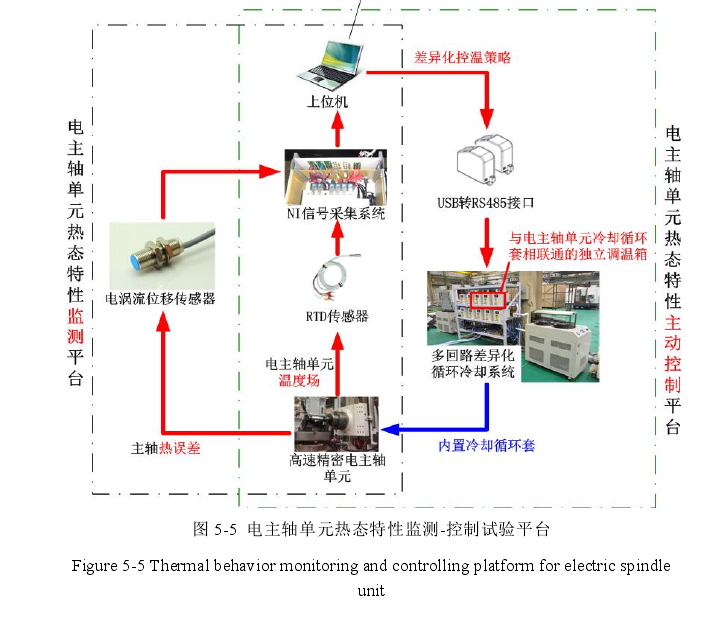 差异化控温策略
上位机
NI信号采集系统
USB转RS485接口
与电主轴单元冷却循环
套相联通的独立调温箱
电涡流位移传感器
RTD传感器
电主轴单元
温度场
多回路差异化
循环冷却系统
主轴热误差
高速精密电主轴
单元
内置冷却循环套
电主轴单元热态特性监测平台
电主轴单元热态特性主动控制平台
图 5-5 电主轴单元热态特性监测-控制试验平台
Figure 5-5 Thermal behavior monitoring and controlling platform for electric spindle
unit